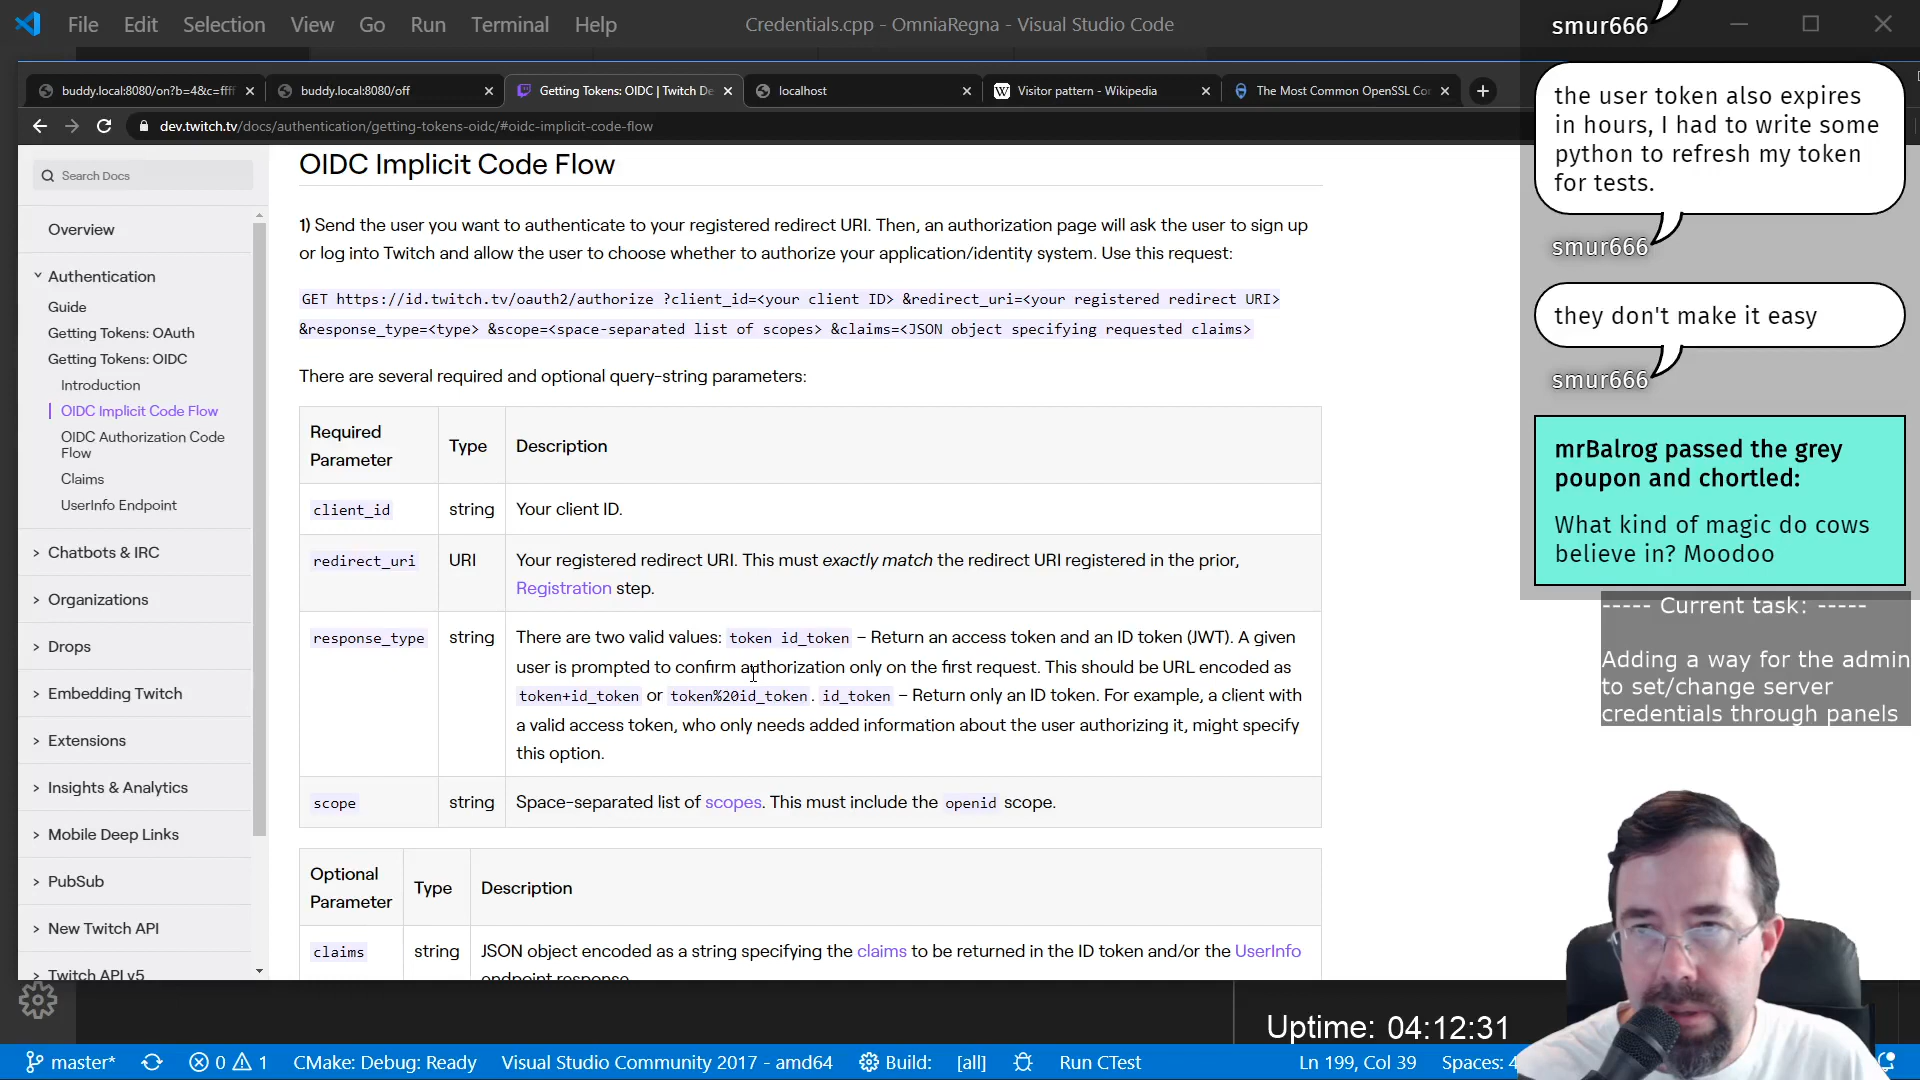 File Edit Selection View Go Run Terminal Help
Credentials.cpp - OmniaRegna - Visual Studio Code
buddy.local:8080/on?b=4&c=ffff
buddy.local:8080/off
Getting Tokens: OIDC | Twitch De
localhost
Visitor pattern - Wikipedia
The Most Common OpenSSL Co
dev.twitch.tv/docs/authentication/getting-tokens-oidc/#oidc-implicit-code-flow
Search Docs
Overview
Authentication
Guide
Getting Tokens: OAuth
Getting Tokens: OIDC
Introduction
OIDC Implicit Code Flow
OIDC Authorization Code
Flow
Claims
UserInfo Endpoint
Chatbots & IRC
Organizations
Drops
Embedding Twitch
Extensions
Insights & Analytics
Mobile Deep Links
PubSub
New Twitch API
Twitch API v5
OIDC Implicit Code Flow
1) Send the user you want to authenticate to your registered redirect URI. Then, an authorization page will ask the user to sign up
or log into Twitch and allow the user to choose whether to authorize your application/identity system. Use this request:
GET https://id.twitch.tv/oauth2/authorize ?client_id=<your client ID> &redirect_uri=<your registered redirect URI>
&response_type=<type> &scope=<space-separated list of scopes> &claims=<JSON object specifying requested claims>
There are several required and optional query-string parameters:
Required
Parameter
Type
Description
client_id
string
Your client ID.
redirect_uri
URI
Your registered redirect URI. This must exactly match the redirect URI registered in the prior,
Registration step.
response_type
string
There are two valid values: token id_token – Return an access token and an ID token (JWT). A given
user is prompted to confirm authorization only on the first request. This should be URL encoded as
token+id_token or token%20id_token. id_token – Return only an ID token. For example, a client with
a valid access token, who only needs added information about the user authorizing it, might specify
this option.
scope
string
Space-separated list of scopes. This must include the openid scope.
Optional
Parameter
Type
Description
claims
string
JSON object encoded as a string specifying the claims to be returned in the ID token and/or the UserInfo
endpoint response
smur666
the user token also expires
in hours, I had to write some
python to refresh my token
for tests.
smur666
they don't make it easy
smur666
mrBalrog passed the grey
poupon and chortled:
What kind of magic do cows
believe in? Moodoo
----- Current task: -----
Adding a way for the admin
to set/change server
credentials through panels
Uptime: 04:12:31
master*
0
1
CMake: Debug: Ready
Visual Studio Community 2017 - amd64
Build:
[all]
Run CTest
Ln 199, Col 39
Spaces: 4